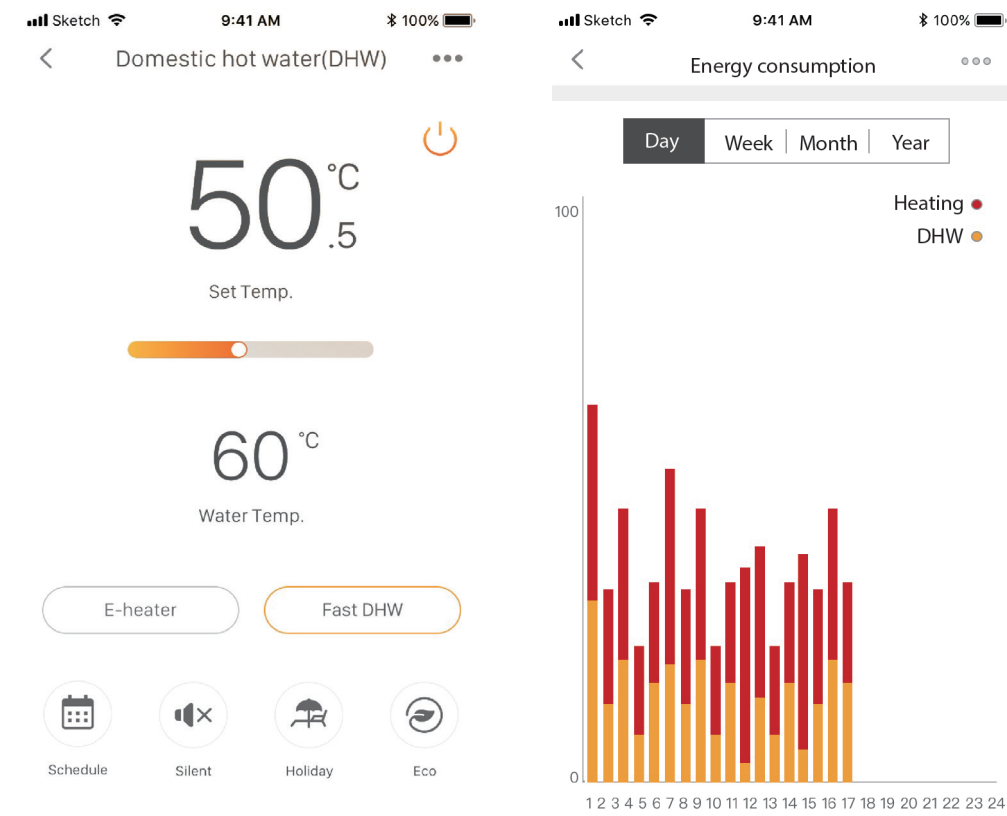 Sketch 9:41 AM 100%
Domestic hot water(DHW)
50.5 °C
Set Temp.
60 °C
Water Temp.
E-heater Fast DHW
Schedule Silent Holiday Eco
Sketch 9:41 AM 100%
Energy consumption
Day Week Month Year
Heating
DHW
100
0
1 2 3 4 5 6 7 8 9 10 11 12 13 14 15 16 17 18 19 20 21 22 23 24